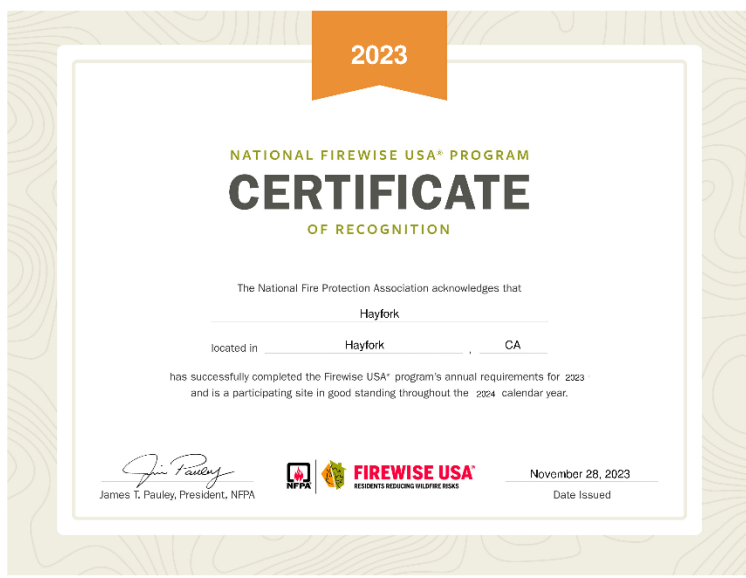 2023
NATIONAL FIREWISE USA® PROGRAM
CERTIFICATE
OF RECOGNITION
The National Fire Protection Association acknowledges that
Hayfork
located in Hayfork, CA
has successfully completed the Firewise USA® program's annual requirements for 2023
and is a participating site in good standing throughout the 2024 calendar year.
Jim Pauley
James T. Pauley, President, NFPA
NFPA®
FIREWISE USA®
RESIDENTS REDUCING WILDFIRE RISKS
November 28, 2023
Date Issued